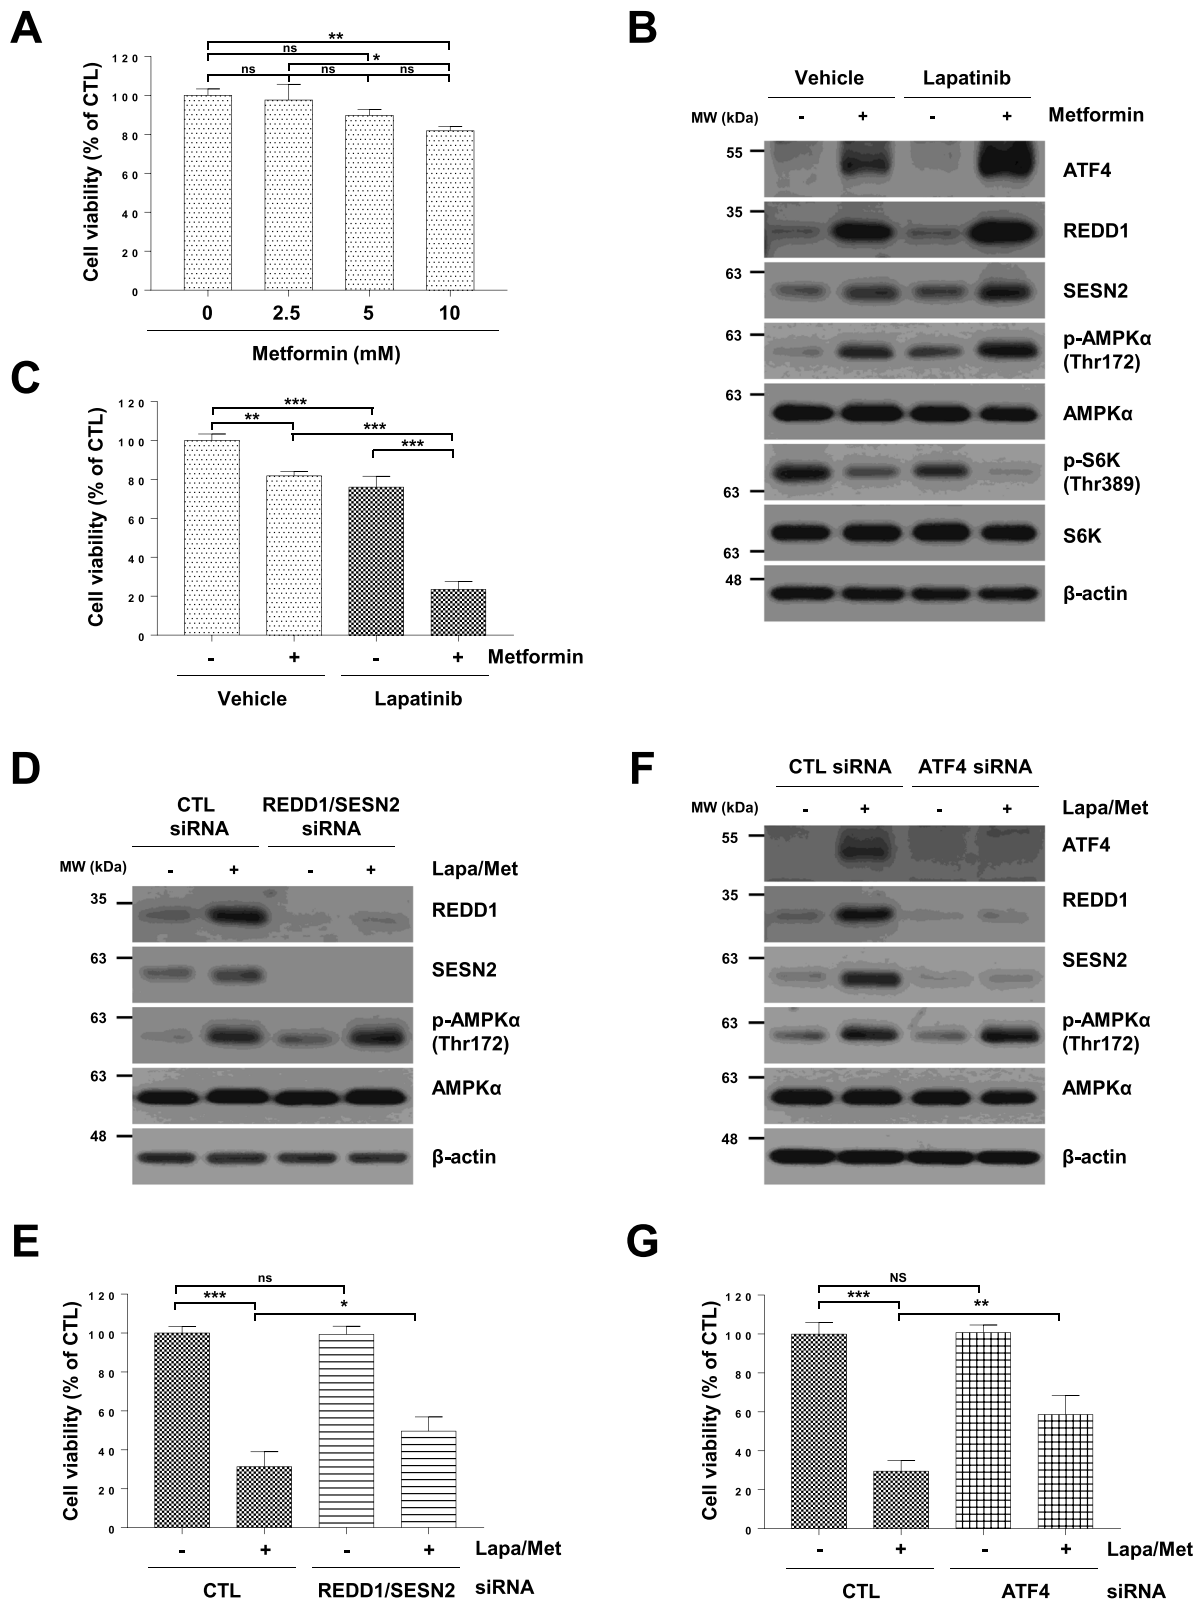 A
**
ns
*
ns ns ns
120
100
80
60
40
20
0
Cell viability (% of CTL)
0 2.5 5 10
Metformin (mM)
B
Vehicle Lapatinib
MW (kDa) - + - + Metformin
55 ATF4
35 REDD1
63 SESN2
63 p-AMPKα
(Thr172)
63 AMPKα
p-S6K
63 (Thr389)
S6K
63
48 β-actin
C
***
** ***
***
120
100
80
60
40
20
0
Cell viability (% of CTL)
- + - + Metformin
Vehicle Lapatinib
D
CTL REDD1/SESN2
siRNA siRNA
MW (kDa) - + - + Lapa/Met
35 REDD1
63 SESN2
63 p-AMPKα
(Thr172)
63 AMPKα
48 β-actin
F
CTL siRNA ATF4 siRNA
MW (kDa) - + - + Lapa/Met
55 ATF4
35 REDD1
63 SESN2
63 p-AMPKα
(Thr172)
63 AMPKα
48 β-actin
E
ns
*** *
120
100
80
60
40
20
0
Cell viability (% of CTL)
- + - + Lapa/Met
CTL REDD1/SESN2 siRNA
G
NS
*** **
120
100
80
60
40
20
0
Cell viability (% of CTL)
- + - + Lapa/Met
CTL ATF4 siRNA